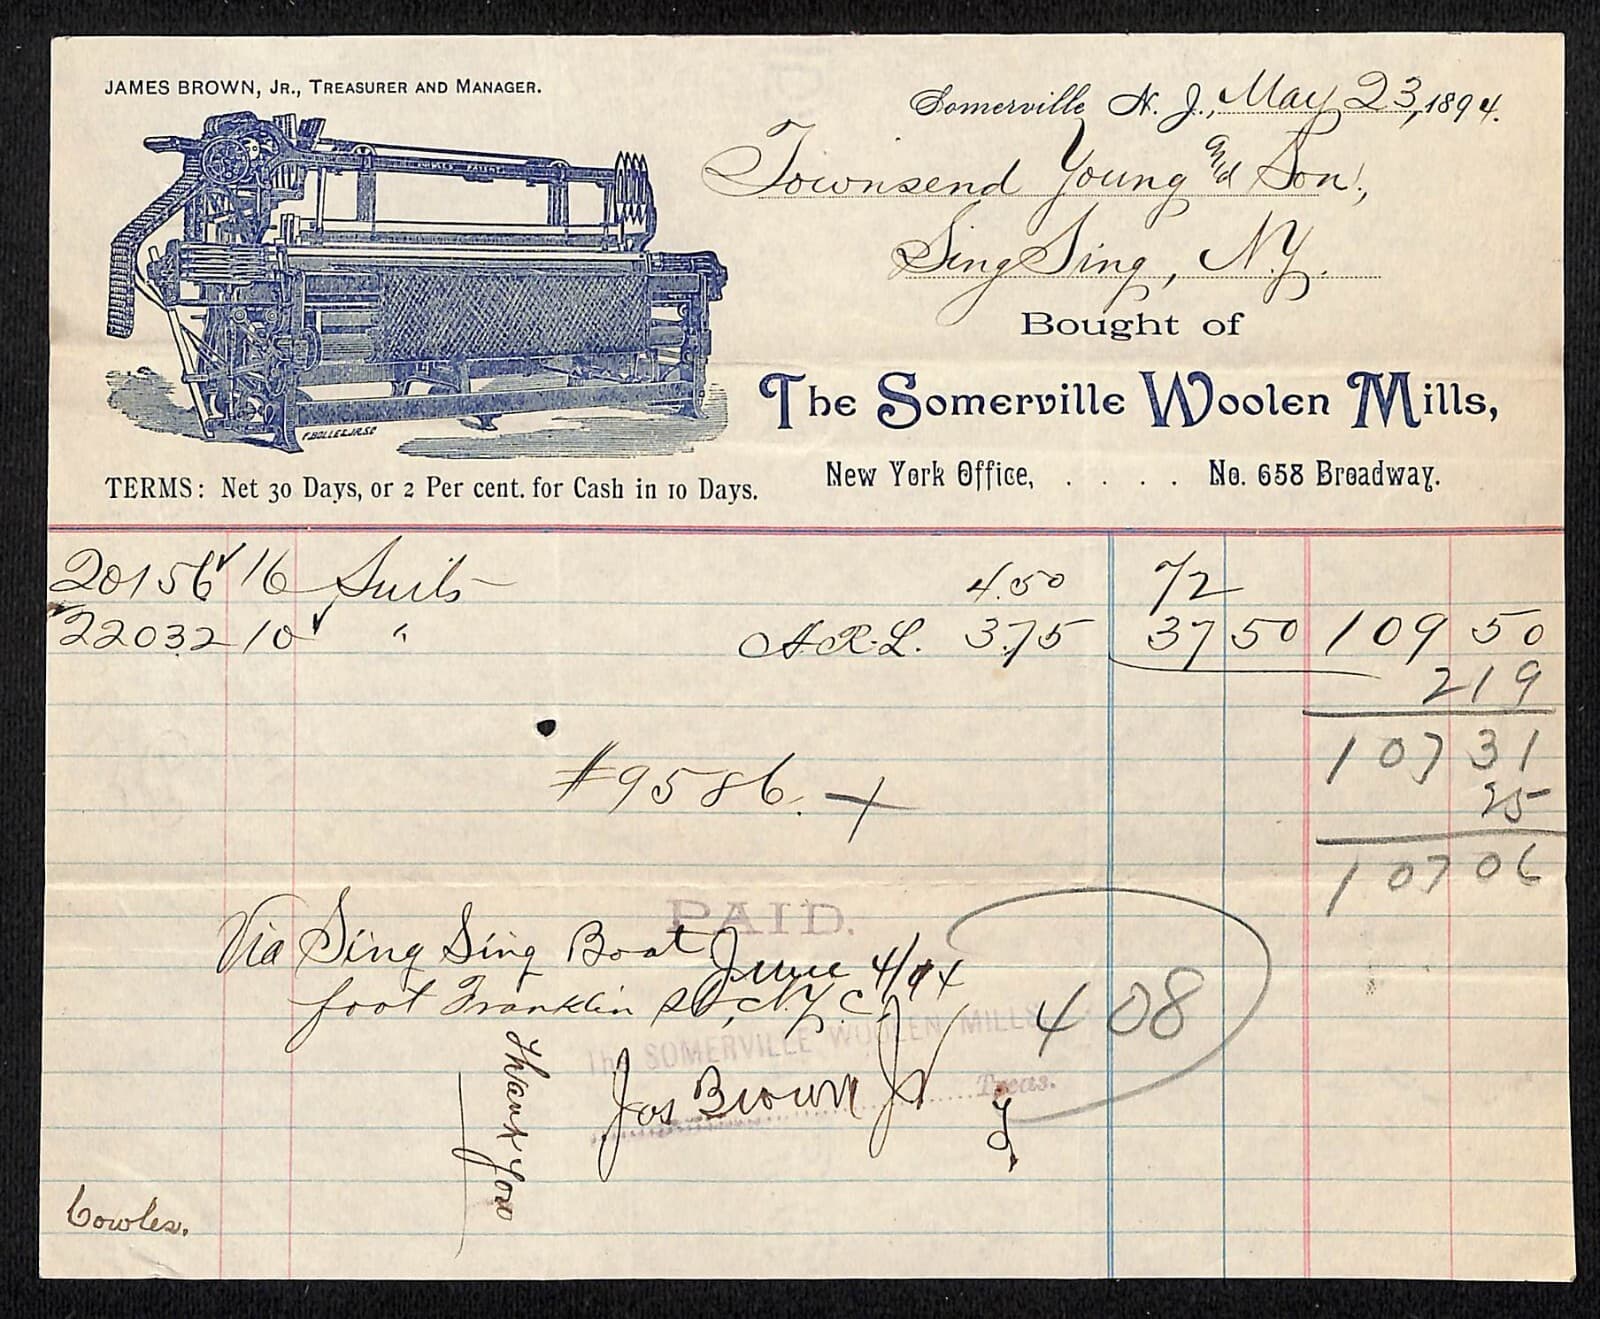 JAMES BROWN, JR., TREASURER AND MANAGER.
Somerville N. J., May 23, 1894.
Townsend Young and Son,
Sing Sing, N.Y.
Bought of
The Somerville Woolen Mills,
New York Office, . . . . No. 658 Broadway.
F. BOLLES JR. SC
TERMS: Net 30 Days, or 2 Per cent. for Cash in 10 Days.
20156 16 Suits 4.50 72
22032 10 " A.R.L. 3.75 37 50 109 50
2 19
107 31
25
107 06
#9586.
PAID.
Via Sing Sing Boat
June 4/94
foot Franklin St, N.Y.C.
408
The SOMERVILLE WOOLEN MILLS
Jas Brown Jr
Treas.
Thank You
Cowles.